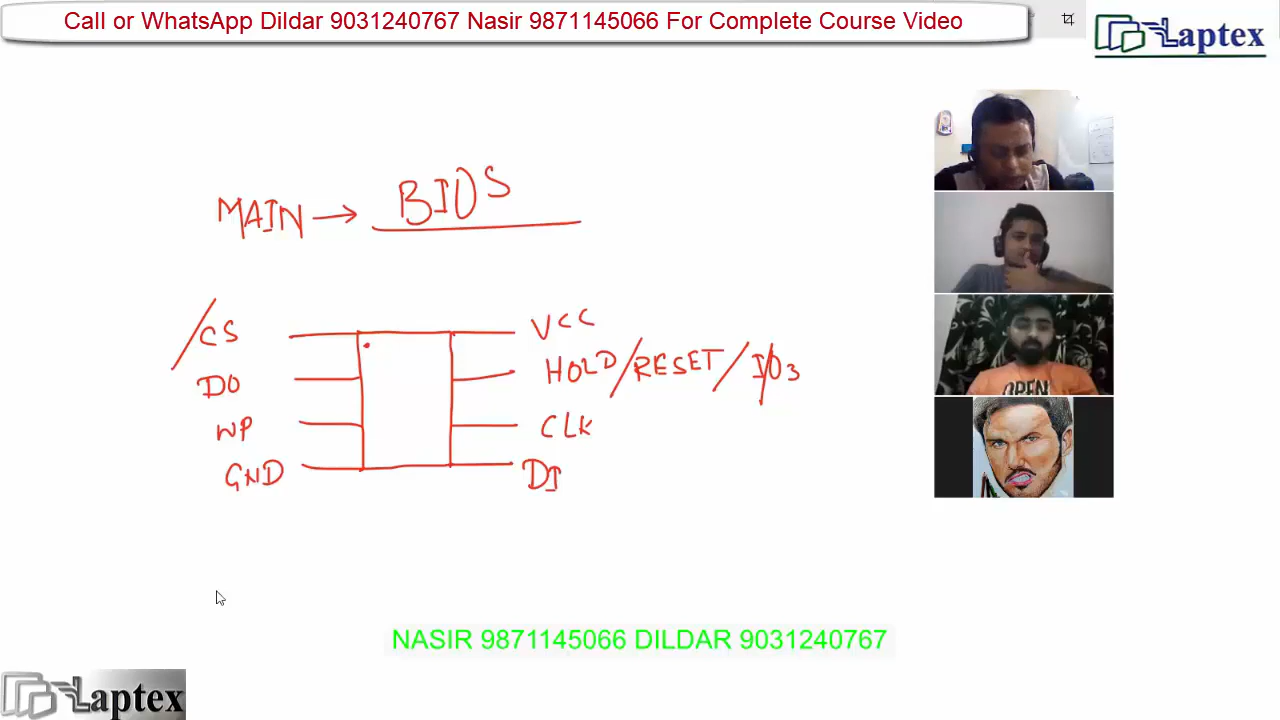 Call or WhatsApp Dildar 9031240767 Nasir 9871145066 For Complete Course Video
Laptex
MAIN → BIOS
/CS
VCC
DO
HOLD/RESET/IO3
WP
CLK
GND
DI
OPEN
NASIR 9871145066 DILDAR 9031240767
Laptex